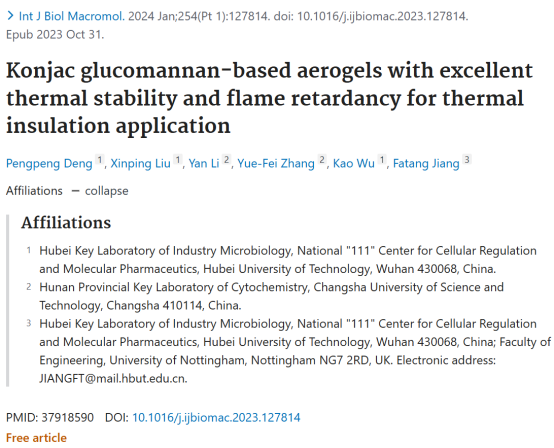 Int J Biol Macromol. 2024 Jan;254(Pt 1):127814. doi: 10.1016/j.ijbiomac.2023.127814.
Epub 2023 Oct 31.
Konjac glucomannan-based aerogels with excellent
thermal stability and flame retardancy for thermal
insulation application
Pengpeng Deng 1, Xinping Liu 1, Yan Li 2, Yue-Fei Zhang 2, Kao Wu 1, Fatang Jiang 3
Affiliations − collapse
Affiliations
1 Hubei Key Laboratory of Industry Microbiology, National "111" Center for Cellular Regulation
and Molecular Pharmaceutics, Hubei University of Technology, Wuhan 430068, China.
2 Hunan Provincial Key Laboratory of Cytochemistry, Changsha University of Science and
Technology, Changsha 410114, China.
3 Hubei Key Laboratory of Industry Microbiology, National "111" Center for Cellular Regulation
and Molecular Pharmaceutics, Hubei University of Technology, Wuhan 430068, China; Faculty of
Engineering, University of Nottingham, Nottingham NG7 2RD, UK. Electronic address:
JIANGFT@mail.hbut.edu.cn.
PMID: 37918590 DOI: 10.1016/j.ijbiomac.2023.127814
Free article